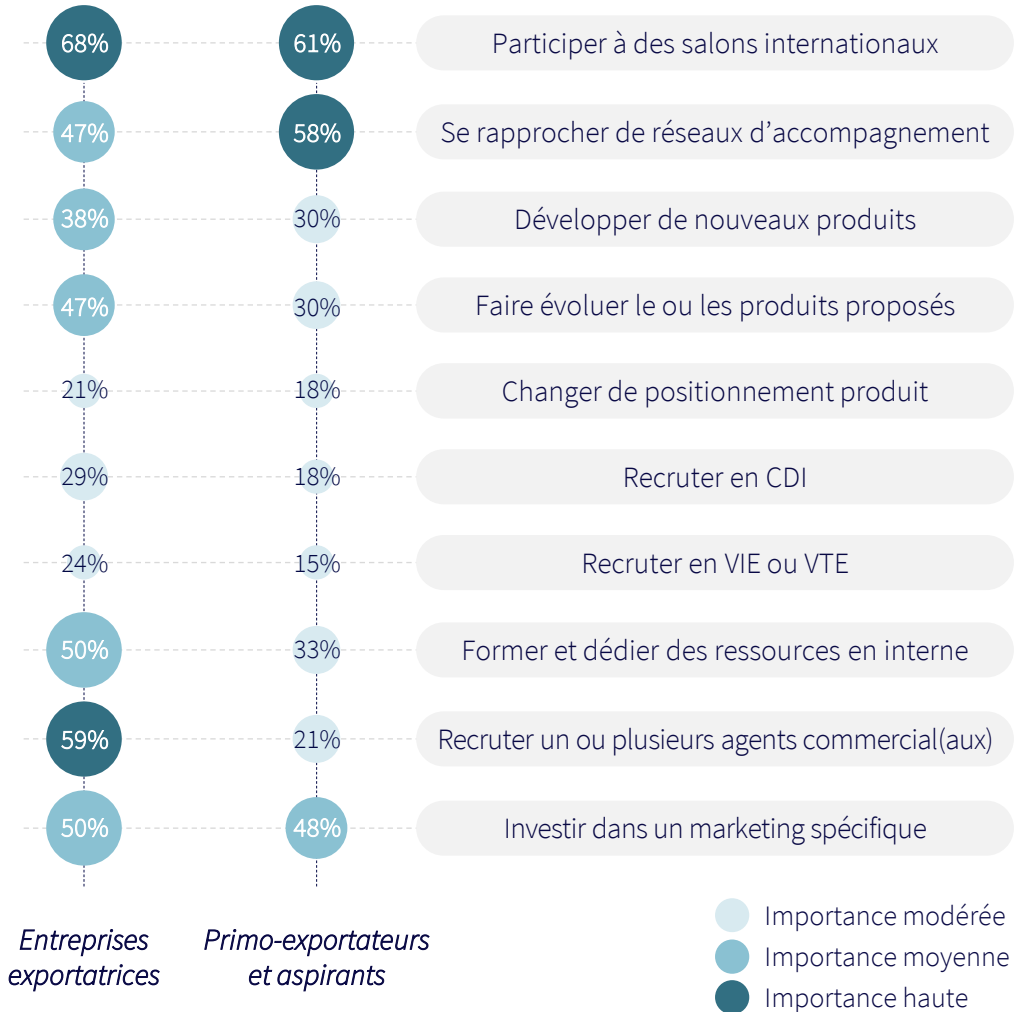 68% 61% Participer à des salons internationaux
47% 58% Se rapprocher de réseaux d’accompagnement
38% 30% Développer de nouveaux produits
47% 30% Faire évoluer le ou les produits proposés
21% 18% Changer de positionnement produit
29% 18% Recruter en CDI
24% 15% Recruter en VIE ou VTE
50% 33% Former et dédier des ressources en interne
59% 21% Recruter un ou plusieurs agents commercial(aux)
50% 48% Investir dans un marketing spécifique
Entreprises
exportatrices
Primo-exportateurs
et aspirants
Importance modérée
Importance moyenne
Importance haute